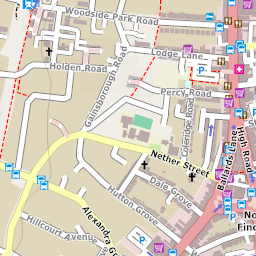 Woodside Park Road
Lodge Lane
Holden Road
Gainsborough Road
Percy Road
Coleridge Road
High Road
Ballards Lane
Nether Street
Dale Grove
Hutton Grove
Hillcourt Avenue
Alexandra Gro
No
Finc